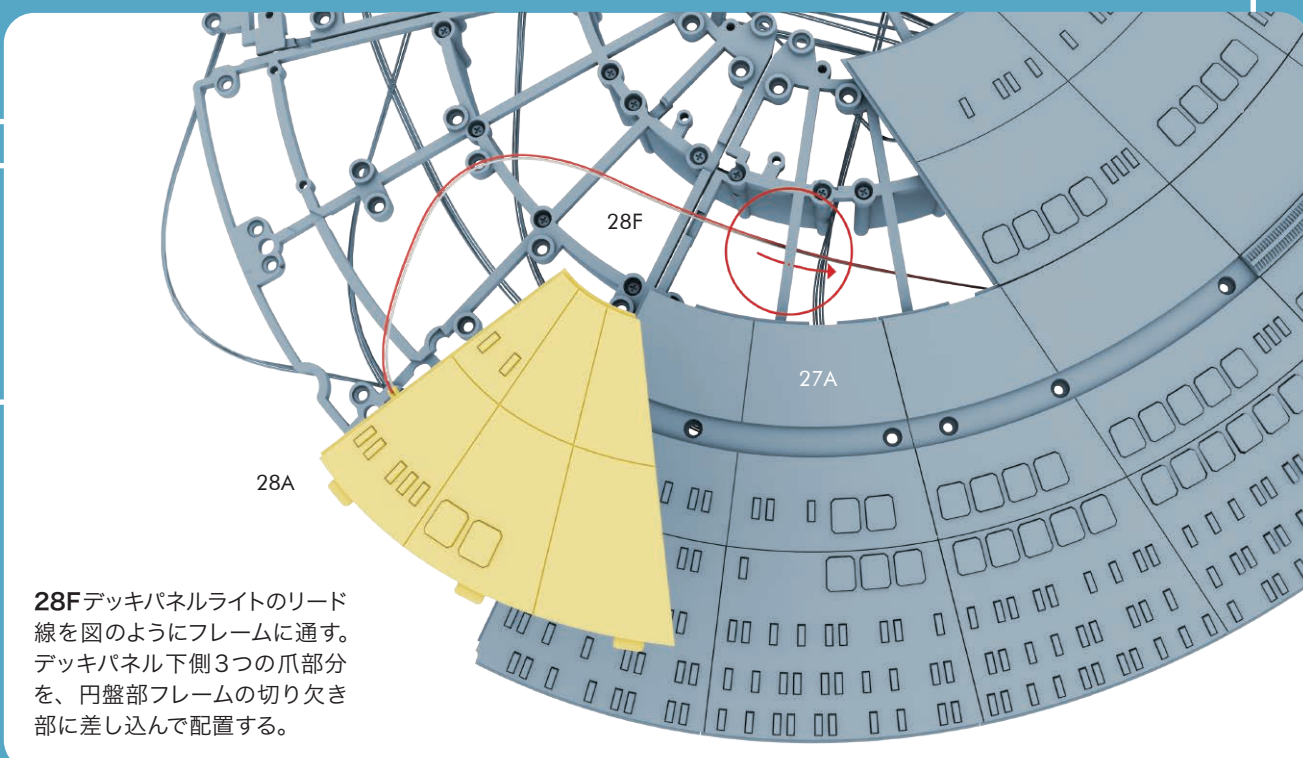 28F
27A
28A
28Fデッキパネルライトのリード
線を図のようにフレームに通す。
デッキパネル下側3つの爪部分
を、円盤部フレームの切り欠き
部に差し込んで配置する。